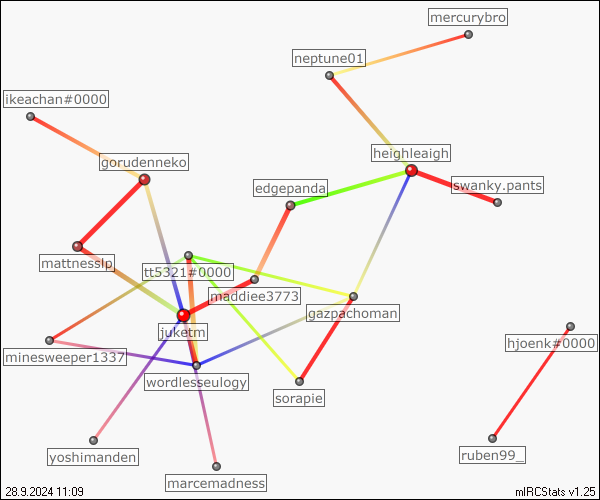 mercurybro
neptune01
ikeachan#0000
heighleaigh
gorudenneko
edgepanda
swanky.pants
mattnesslp
tt5321#0000
maddiee3773
gazpachoman
juketm
hjoenk#0000
minesweeper1337
wordlesseulogy
sorapie
yoshimanden
ruben99_
marcemadness
28.9.2024 11:09
mIRCStats v1.25